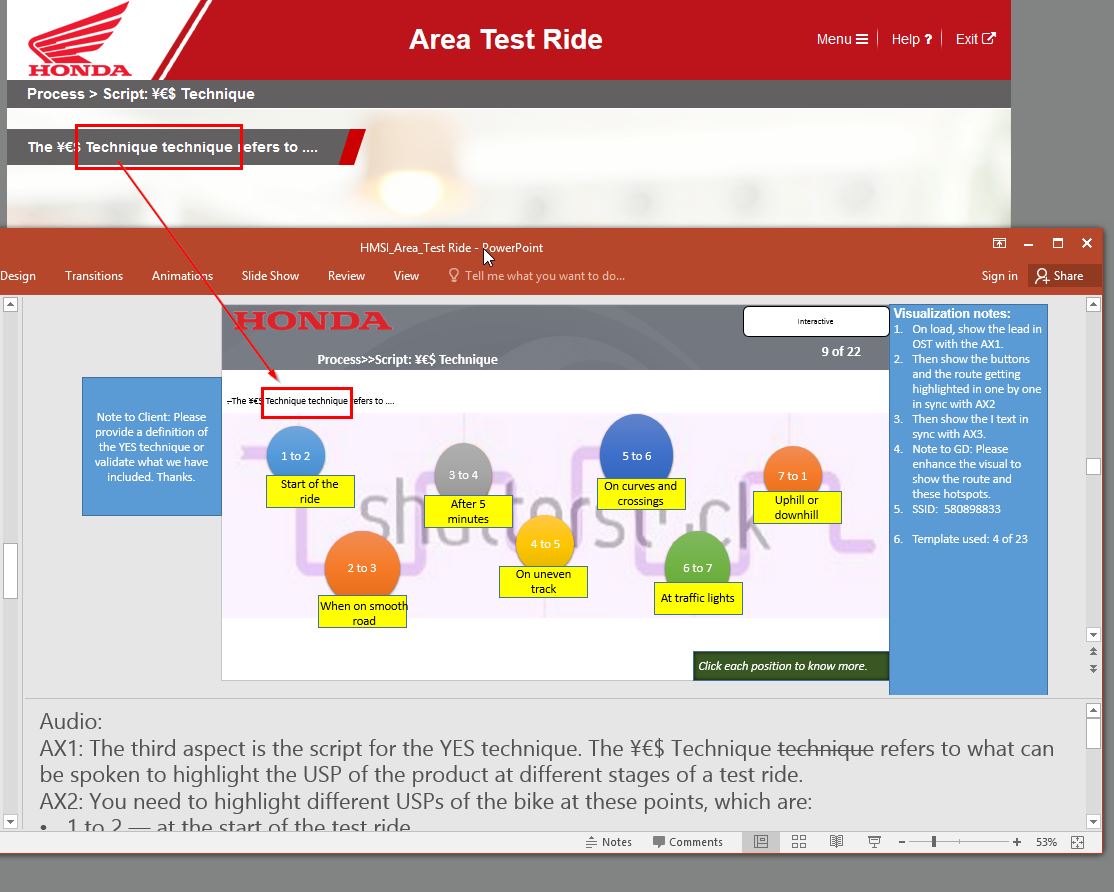 HONDA
Area Test Ride
Menu
Help ?
Exit
Process > Script: ¥€$ Technique
The ¥€$ Technique technique refers to ....
HMSI_Area_Test Ride - PowerPoint
Design
Transitions
Animations
Slide Show
Review
View
Tell me what you want to do...
Sign in
Share
HONDA
Interactive
Process>>Script: ¥€$ Technique
9 of 22
The ¥€$ Technique technique refers to ....
Note to Client: Please
provide a definition of
the YES technique or
validate what we have
included. Thanks.
1 to 2
Start of the
ride
3 to 4
After 5
minutes
5 to 6
On curves and
crossings
7 to 1
Uphill or
downhill
2 to 3
When on smooth
road
4 to 5
On uneven
track
6 to 7
At traffic lights
shutterstock
Click each position to know more.
Visualization notes:
1. On load, show the lead in
OST with the AX1.
2. Then show the buttons
and the route getting
highlighted in one by one
in sync with AX2
3. Then show the I text in
sync with AX3.
4. Note to GD: Please
enhance the visual to
show the route and
these hotspots.
5. SSID: 580898833
6. Template used: 4 of 23
Audio:
AX1: The third aspect is the script for the YES technique. The ¥€$ Technique technique refers to what can
be spoken to highlight the USP of the product at different stages of a test ride.
AX2: You need to highlight different USPs of the bike at these points, which are:
• 1 to 2 — at the start of the test ride
Notes
Comments
53%